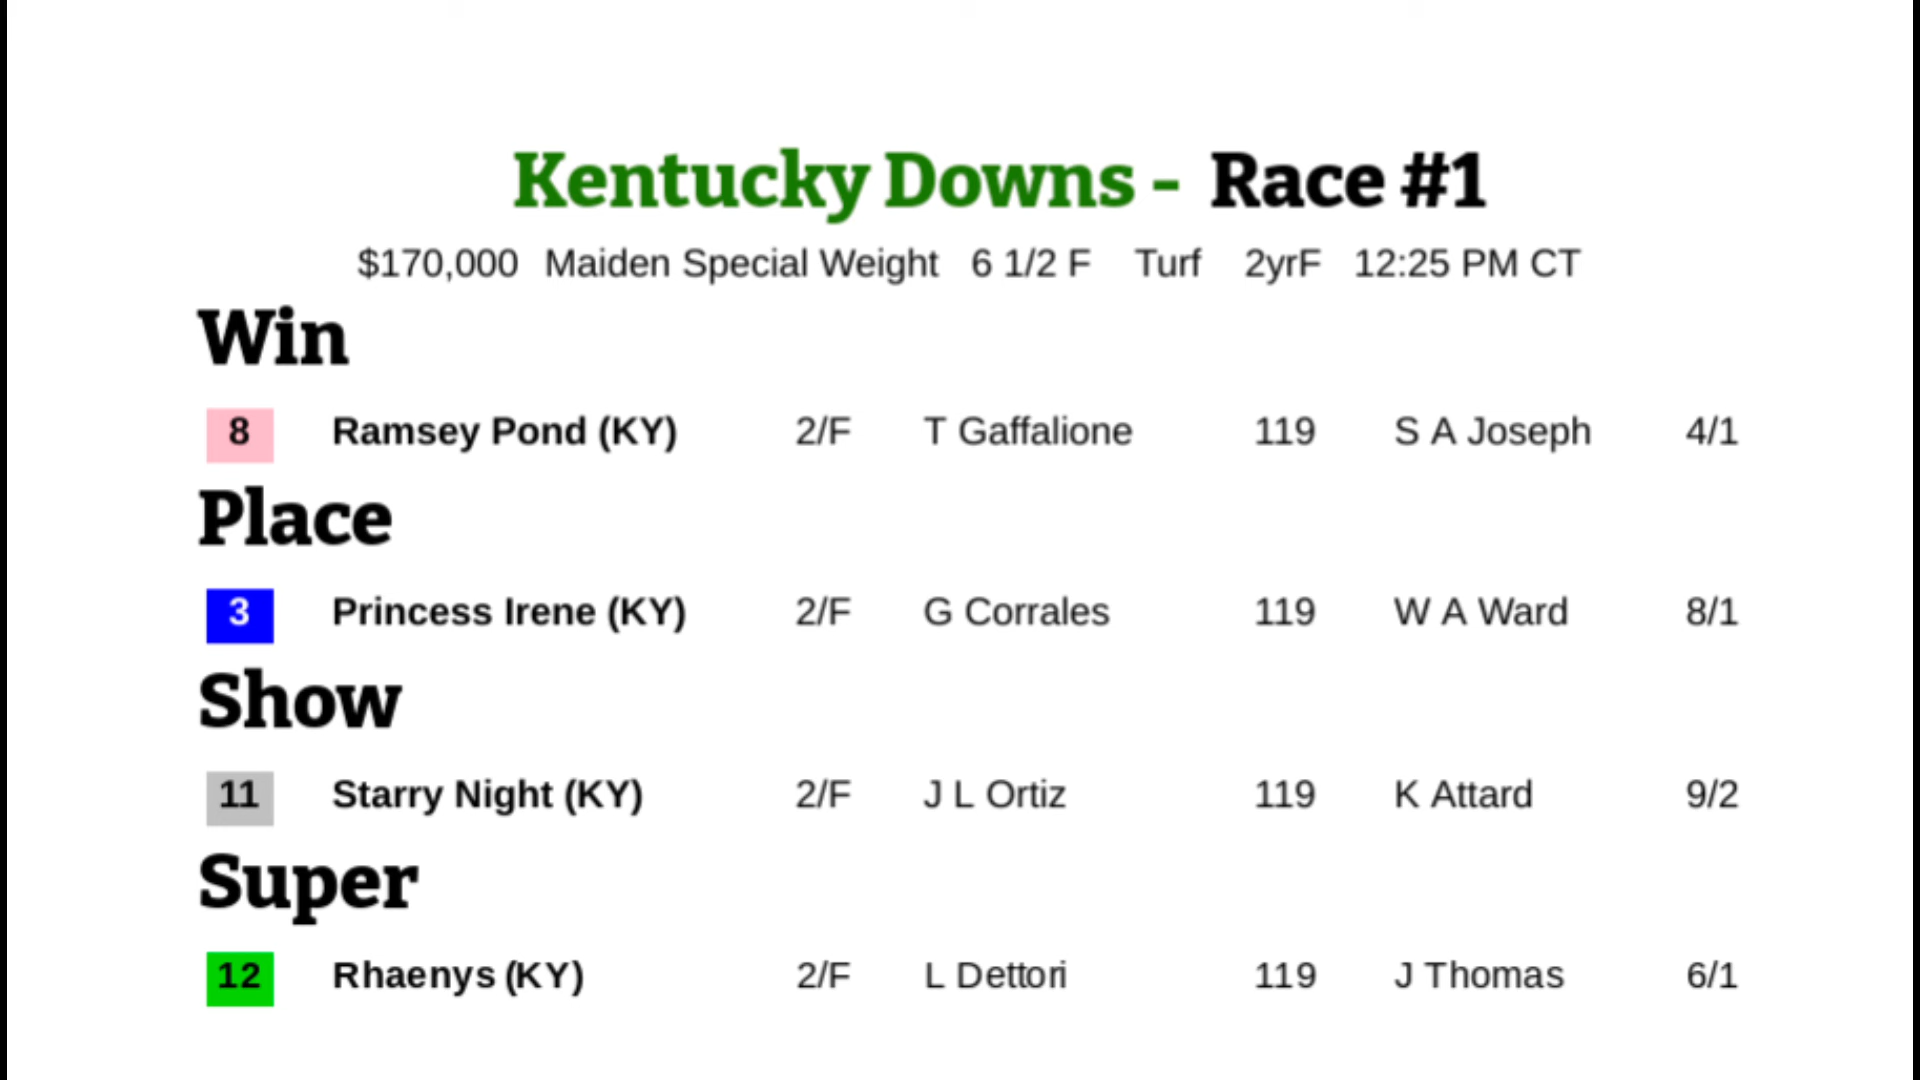 Kentucky Downs - Race #1
$170,000 Maiden Special Weight 6 1/2 F Turf 2yrF 12:25 PM CT
Win
8 Ramsey Pond (KY) 2/F T Gaffalione 119 S A Joseph 4/1
Place
3 Princess Irene (KY) 2/F G Corrales 119 W A Ward 8/1
Show
11 Starry Night (KY) 2/F J L Ortiz 119 K Attard 9/2
Super
12 Rhaenys (KY) 2/F L Dettori 119 J Thomas 6/1